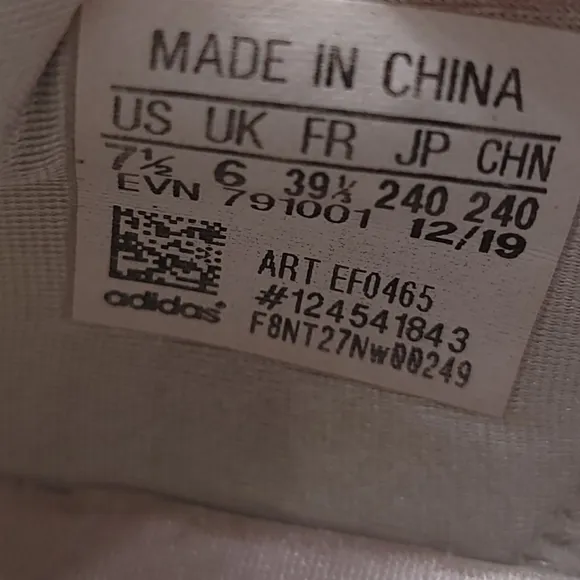 MADE IN CHINA
US UK FR JP CHN
7½ 6 39⅓ 240 240
EVN 791001 12/19
ART EF0465
#124541843
F8NT27Nw00249
adidas